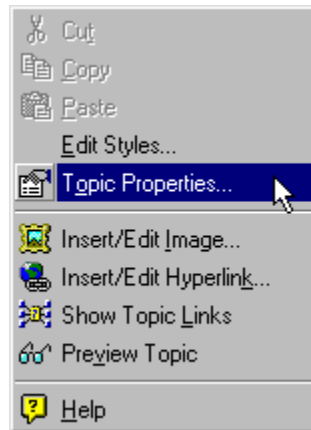 Cut
Copy
Paste
Edit Styles...
Topic Properties...
Insert/Edit Image...
Insert/Edit Hyperlink...
Show Topic Links
Preview Topic
Help